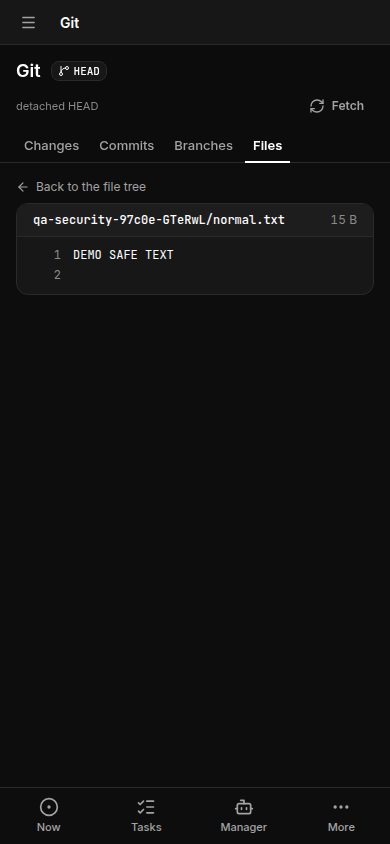 Git
Git HEAD
detached HEAD Fetch
Changes Commits Branches Files
Back to the file tree
qa-security-97c0e-GTeRwL/normal.txt 15 B
1 DEMO SAFE TEXT
2
Now Tasks Manager More